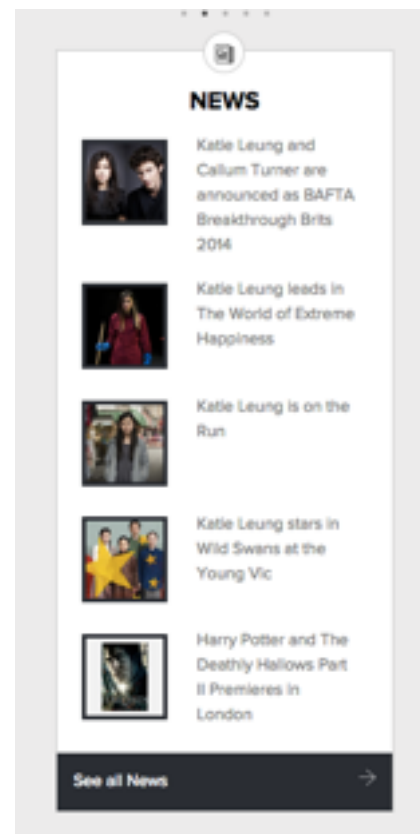 NEWS
Katie Leung and
Callum Turner are
announced as BAFTA
Breakthrough Brits
2014
Katie Leung leads in
The World of Extreme
Happiness
Katie Leung is on the
Run
Katie Leung stars in
Wild Swans at the
Young Vic
Harry Potter and The
Deathly Hallows Part
II Premieres in
London
See all News